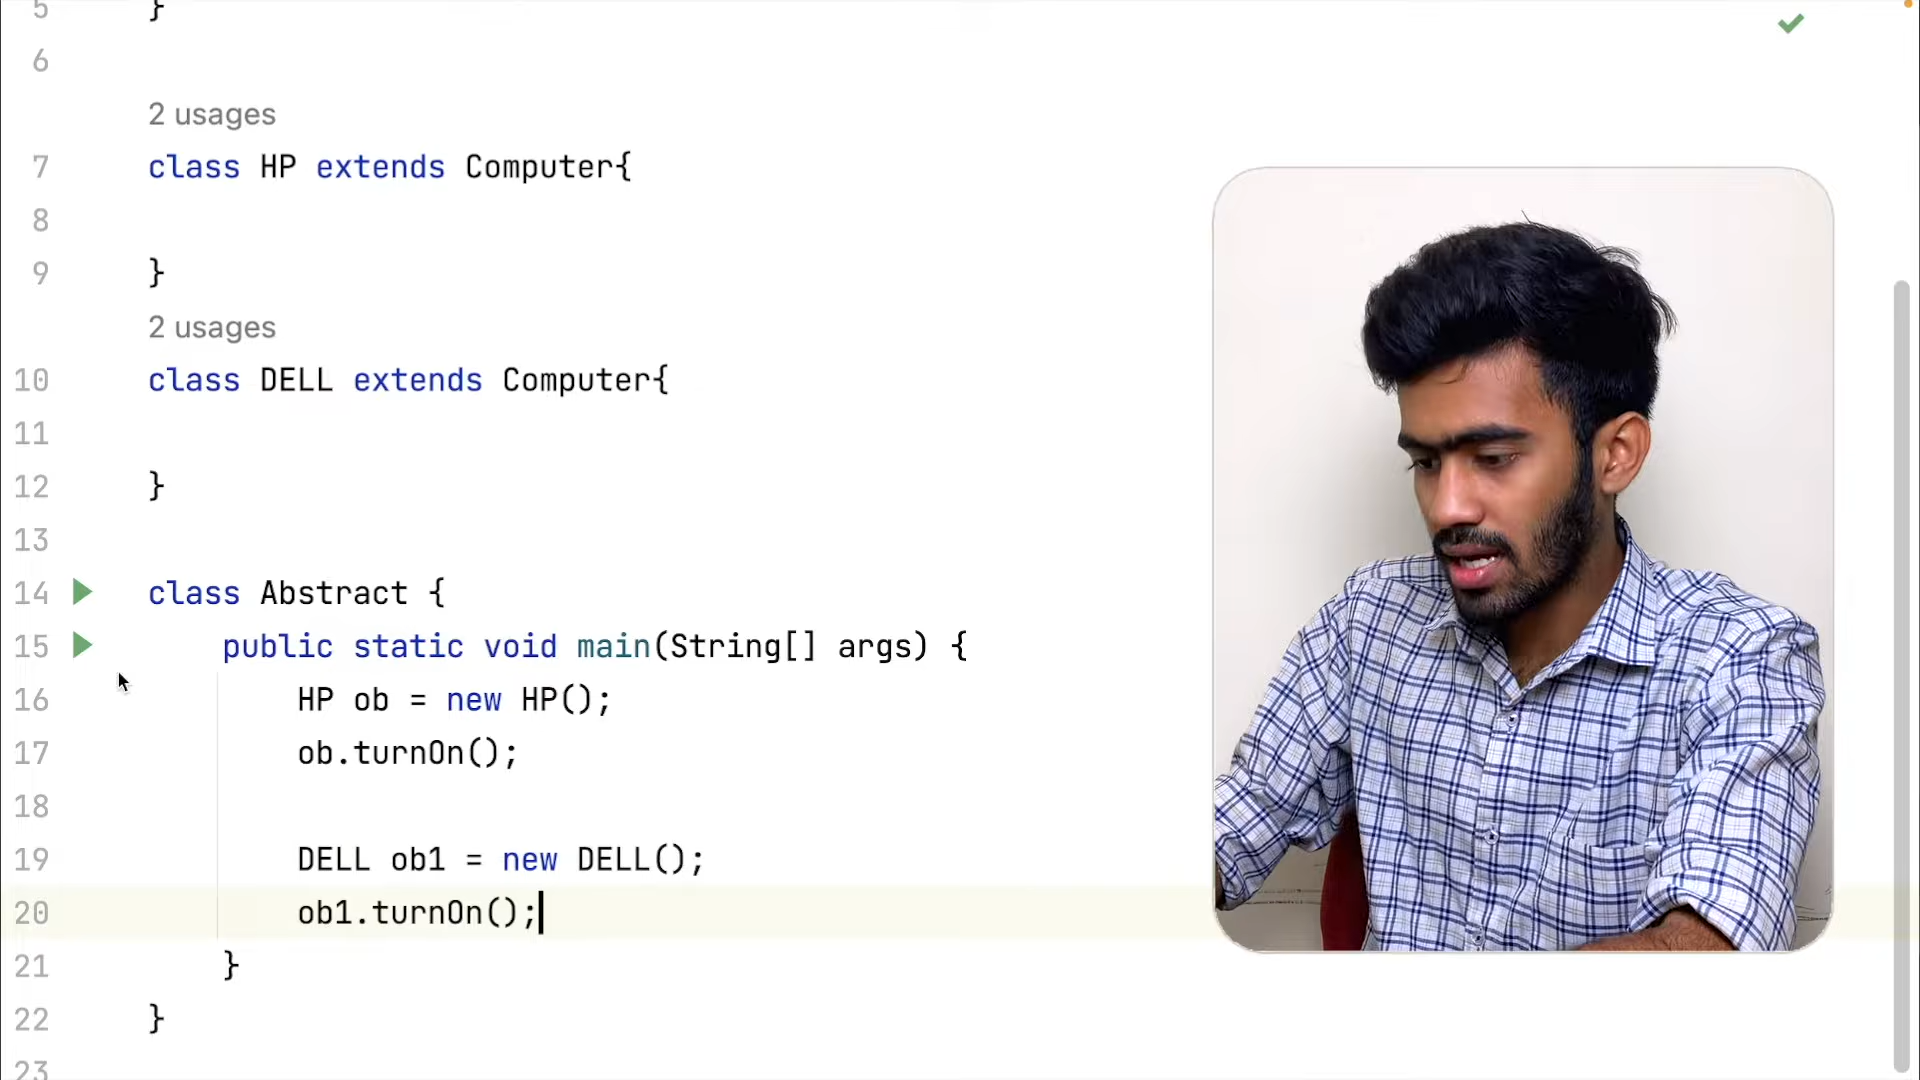 5 }
6
2 usages
7 class HP extends Computer{
8
9 }
2 usages
10 class DELL extends Computer{
11
12 }
13
14 class Abstract {
15 public static void main(String[] args) {
16 HP ob = new HP();
17 ob.turnOn();
18
19 DELL ob1 = new DELL();
20 ob1.turnOn();
21 }
22 }
23